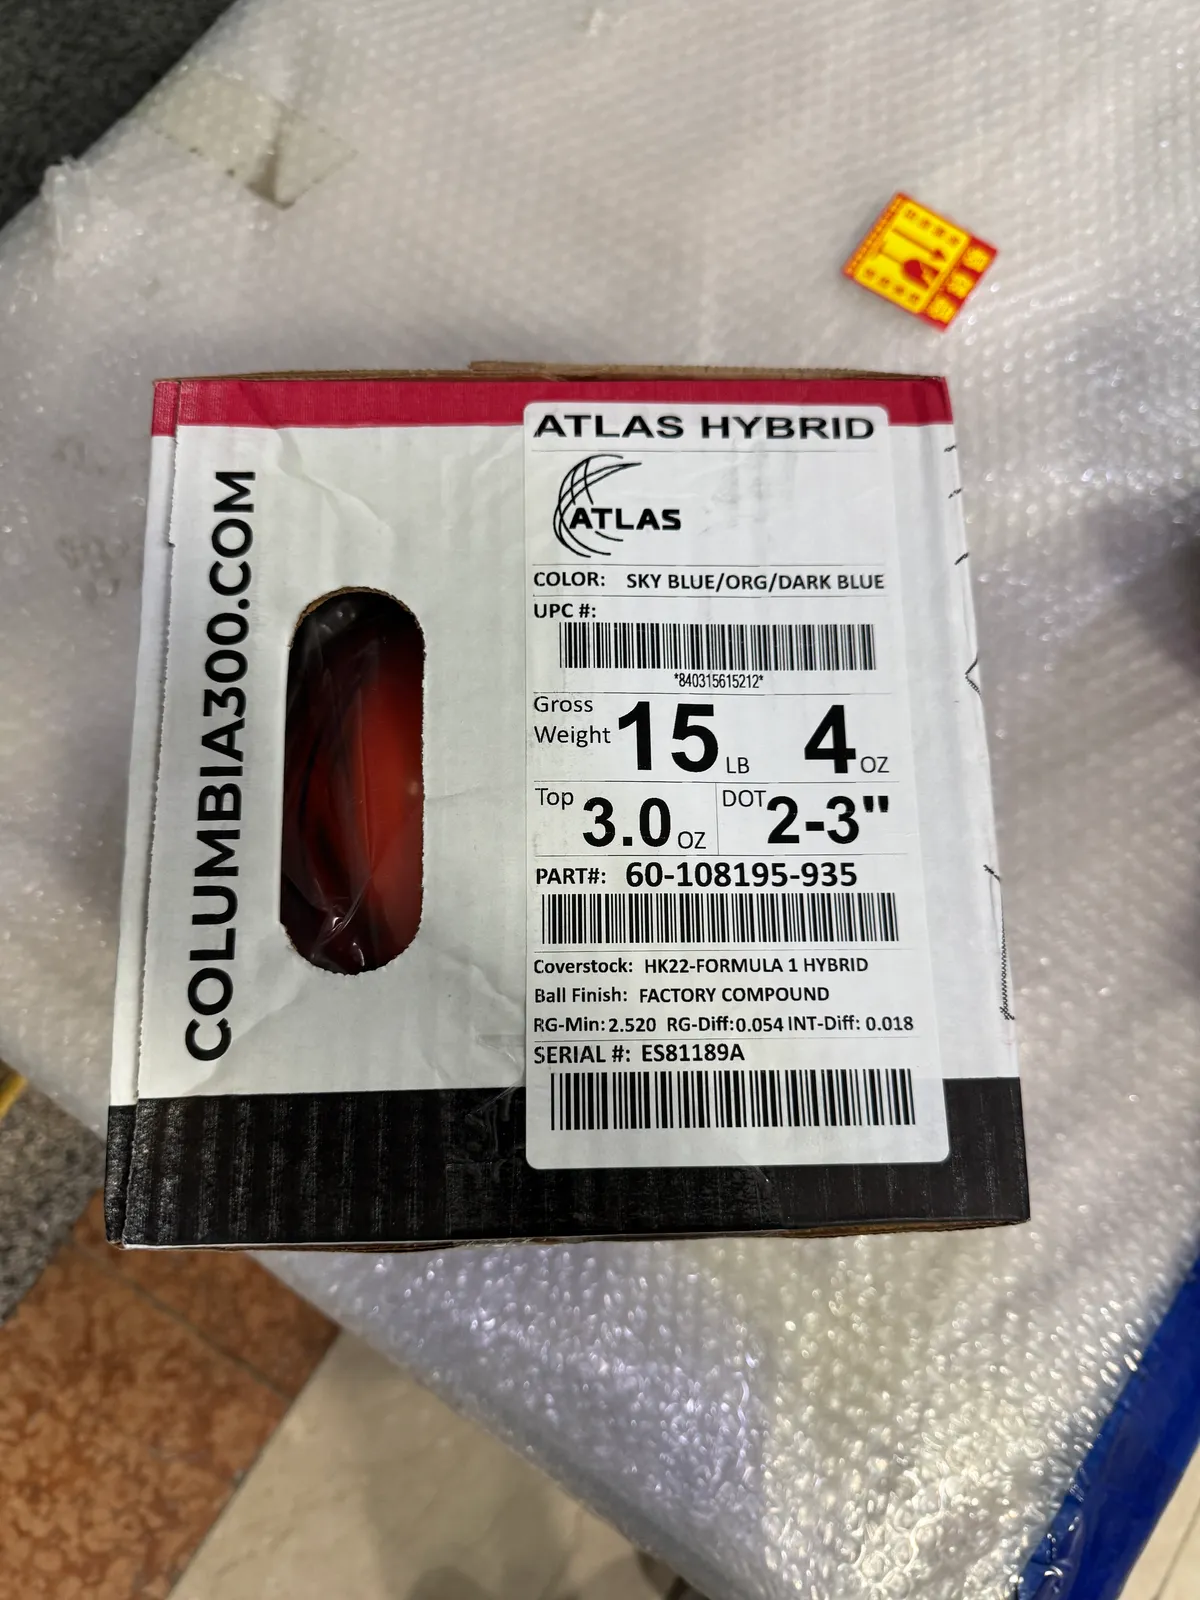 COLUMBIA300.COM
ATLAS HYBRID
ATLAS
COLOR: SKY BLUE/ORG/DARK BLUE
UPC #:
*840315615212*
Gross Weight 15 LB 4 OZ
Top 3.0 OZ DOT 2-3"
PART#: 60-108195-935
Coverstock: HK22-FORMULA 1 HYBRID
Ball Finish: FACTORY COMPOUND
RG-Min: 2.520 RG-Diff: 0.054 INT-Diff: 0.018
SERIAL #: ES81189A